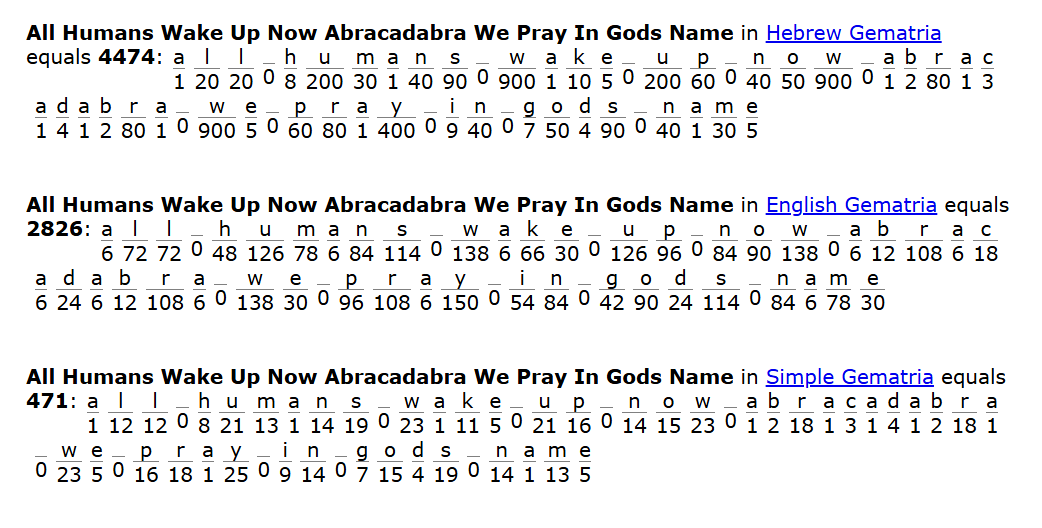 All Humans Wake Up Now Abracadabra We Pray In Gods Name in Hebrew Gematria
equals 4474: a l l _ h u m a n s _ w a k e _ u p _ n o w _ a b r a c
1 20 20 0 8 200 30 1 40 90 0 900 1 10 5 0 200 60 0 40 50 900 0 1 2 80 1 3
a d a b r a _ w e _ p r a y _ i n _ g o d s _ n a m e
1 4 1 2 80 1 0 900 5 0 60 80 1 400 0 9 40 0 7 50 4 90 0 40 1 30 5
All Humans Wake Up Now Abracadabra We Pray In Gods Name in English Gematria equals
2826: a l l _ h u m a n s _ w a k e _ u p _ n o w _ a b r a c
6 72 72 0 48 126 78 6 84 114 0 138 6 66 30 0 126 96 0 84 90 138 0 6 12 108 6 18
a d a b r a _ w e _ p r a y _ i n _ g o d s _ n a m e
6 24 6 12 108 6 0 138 30 0 96 108 6 150 0 54 84 0 42 90 24 114 0 84 6 78 30
All Humans Wake Up Now Abracadabra We Pray In Gods Name in Simple Gematria equals
471: a l l _ h u m a n s _ w a k e _ u p _ n o w _ a b r a c a d a b r a
1 12 12 0 8 21 13 1 14 19 0 23 1 11 5 0 21 16 0 14 15 23 0 1 2 18 1 3 1 4 1 2 18 1
_ w e _ p r a y _ i n _ g o d s _ n a m e
0 23 5 0 16 18 1 25 0 9 14 0 7 15 4 19 0 14 1 13 5